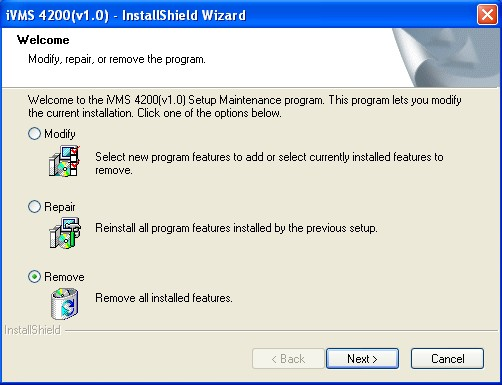 iVMS 4200(v1.0) - InstallShield Wizard
Welcome
Modify, repair, or remove the program.
Welcome to the iVMS 4200(v1.0) Setup Maintenance program. This program lets you modify
the current installation. Click one of the options below.
Modify
Select new program features to add or select currently installed features to
remove.
Repair
Reinstall all program features installed by the previous setup.
Remove
Remove all installed features.
InstallShield
< Back
Next >
Cancel